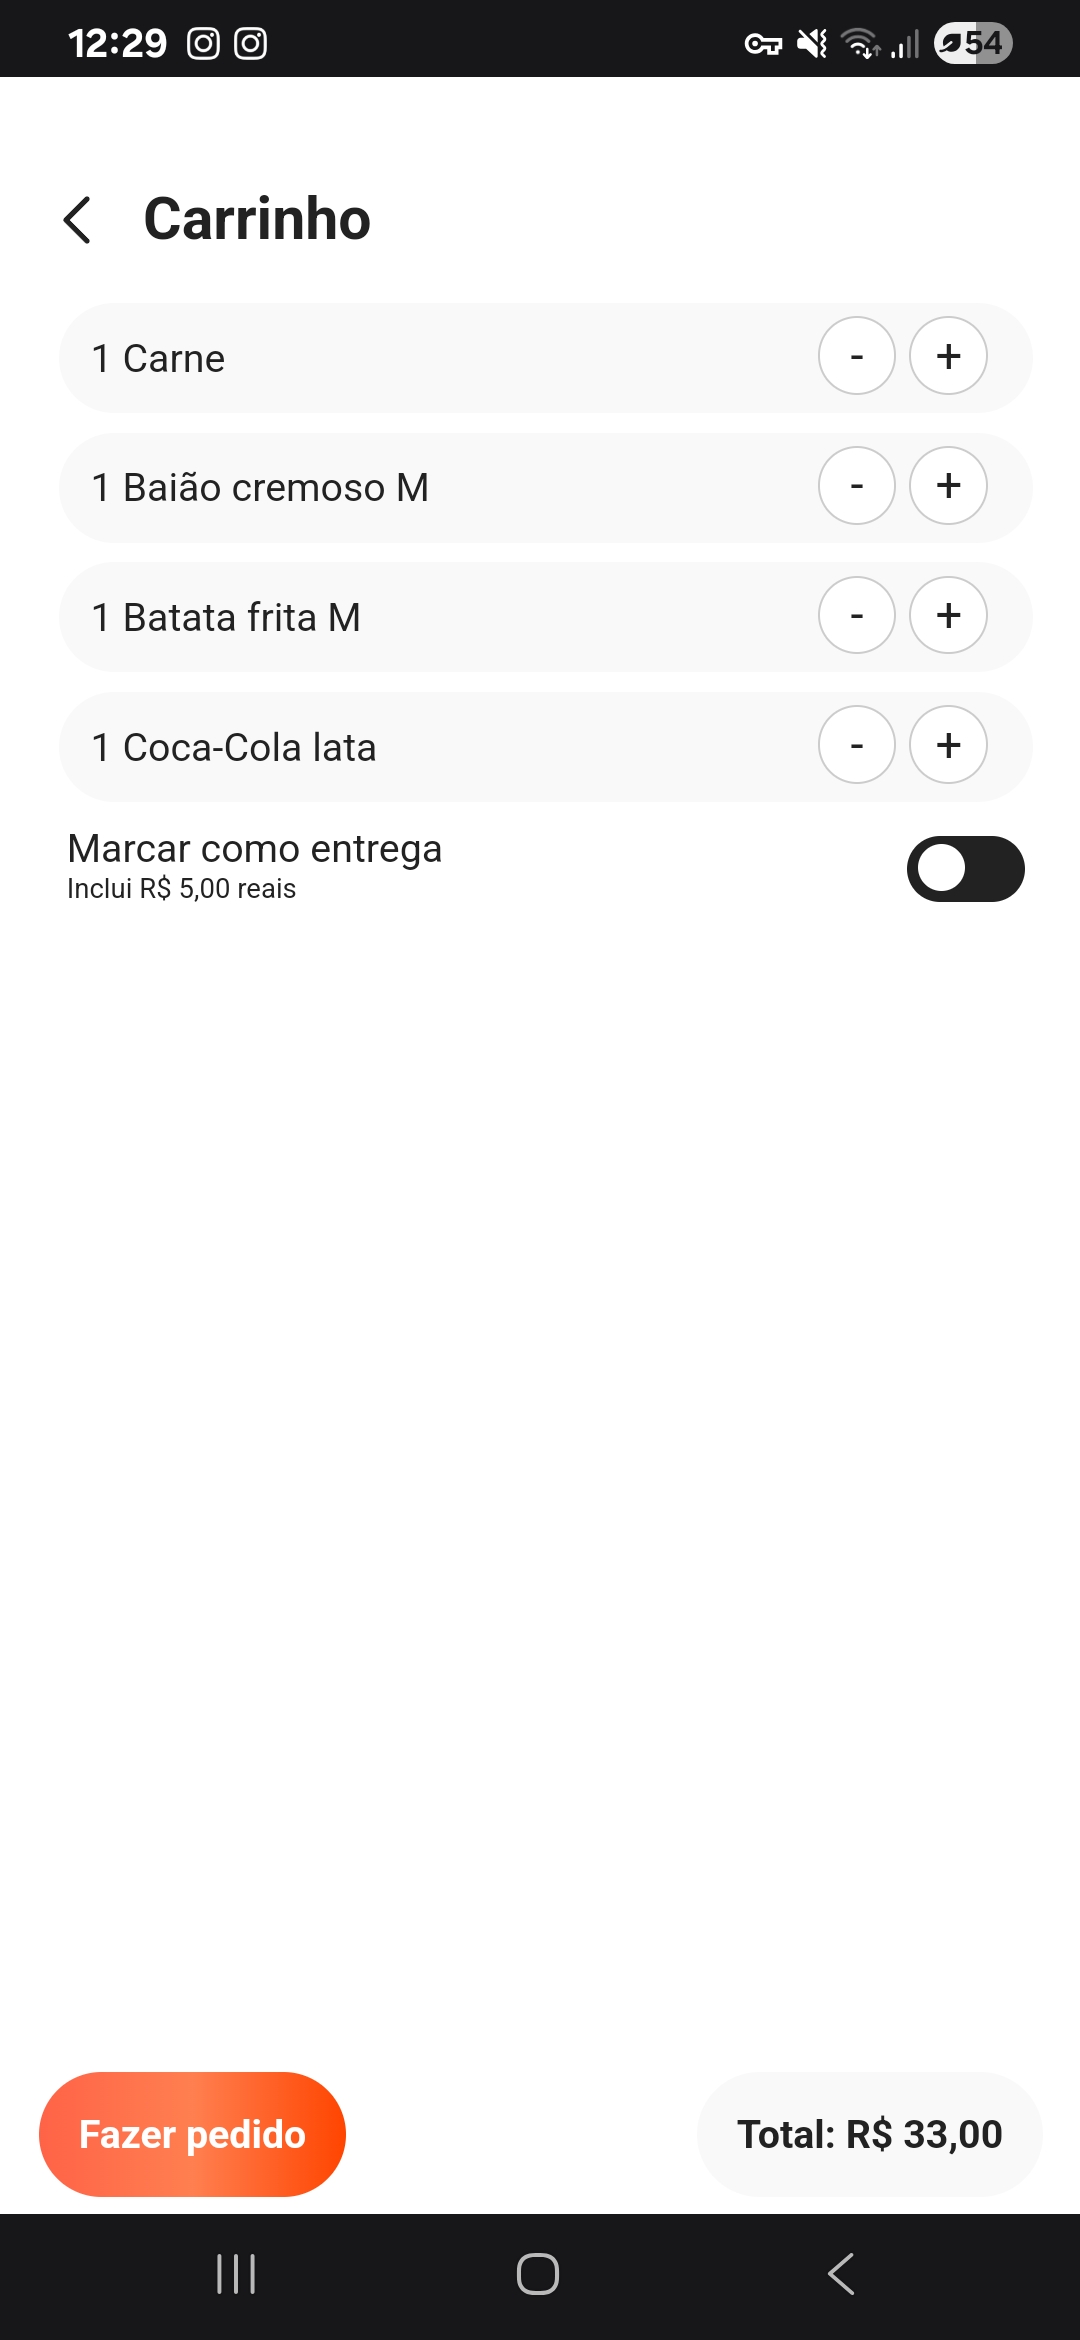 12:29
54
Carrinho
1 Carne - +
1 Baião cremoso M - +
1 Batata frita M - +
1 Coca-Cola lata - +
Marcar como entrega
Inclui R$ 5,00 reais
Fazer pedido Total: R$ 33,00